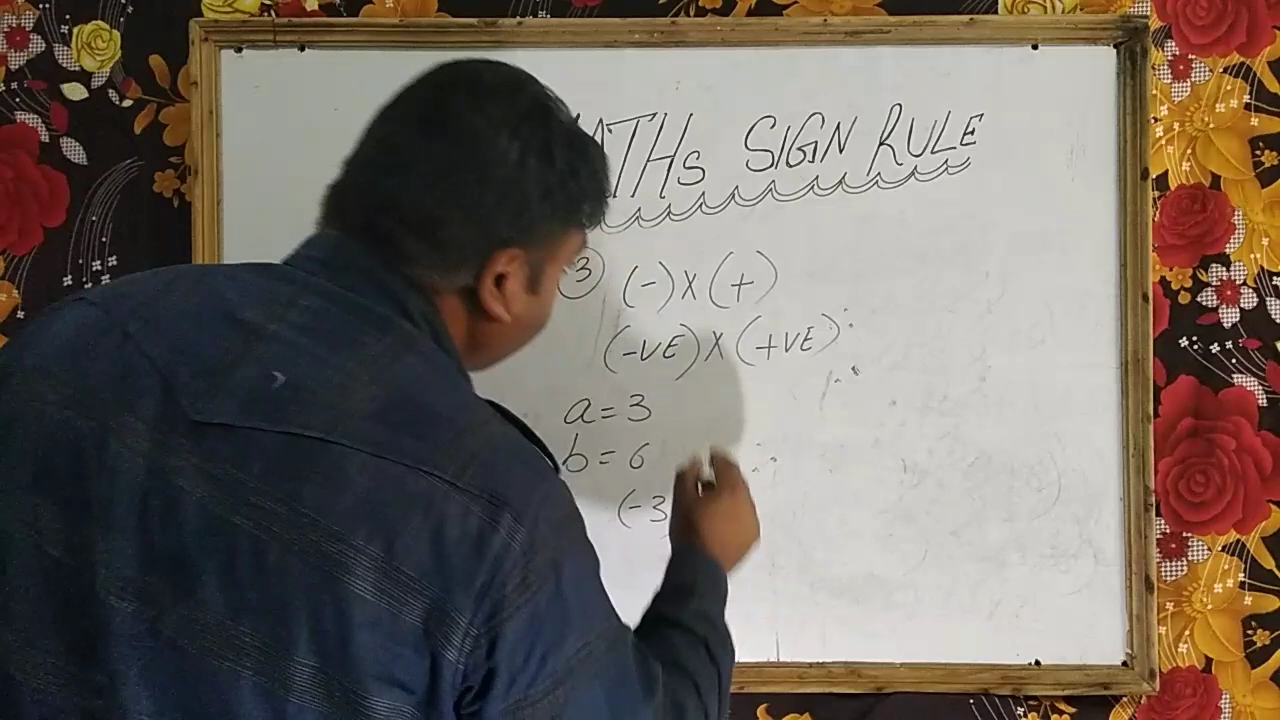 ATHs SIGN RULE
3 (-) X (+)
(-VE) X (+VE)
a = 3
b = 6
(-3